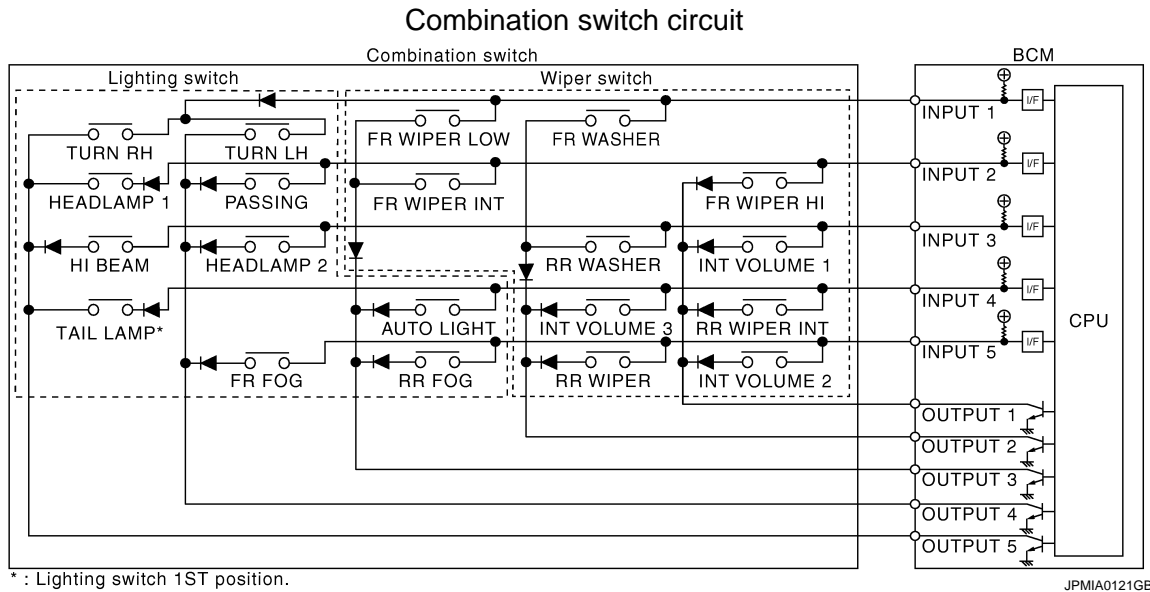 Combination switch circuit
Combination switch
BCM
Lighting switch
Wiper switch
INPUT 1
I/F
TURN RH
TURN LH
FR WIPER LOW
FR WASHER
INPUT 2
I/F
HEADLAMP 1
PASSING
FR WIPER INT
FR WIPER HI
INPUT 3
I/F
HI BEAM
HEADLAMP 2
RR WASHER
INT VOLUME 1
INPUT 4
I/F
TAIL LAMP*
AUTO LIGHT
INT VOLUME 3
RR WIPER INT
CPU
INPUT 5
I/F
FR FOG
RR FOG
RR WIPER
INT VOLUME 2
OUTPUT 1
OUTPUT 2
OUTPUT 3
OUTPUT 4
OUTPUT 5
* : Lighting switch 1ST position.
JPMIA0121GB